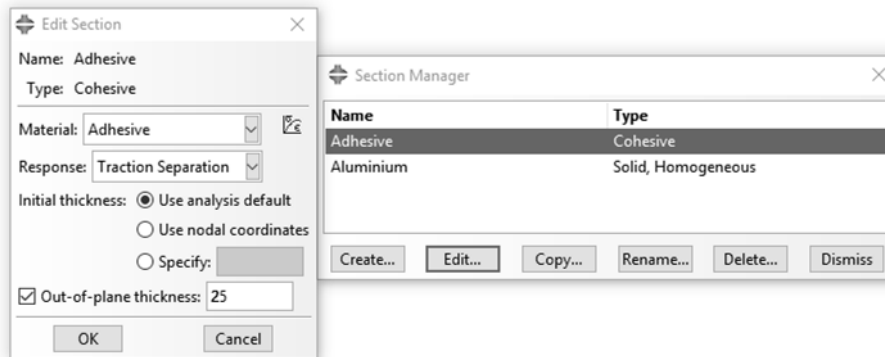 Edit Section
Name: Adhesive
Type: Cohesive
Material: Adhesive
Response: Traction Separation
Initial thickness: Use analysis default
Use nodal coordinates
Specify:
Out-of-plane thickness: 25
OK Cancel
Section Manager
Name Type
Adhesive Cohesive
Aluminium Solid, Homogeneous
Create... Edit... Copy... Rename... Delete... Dismiss